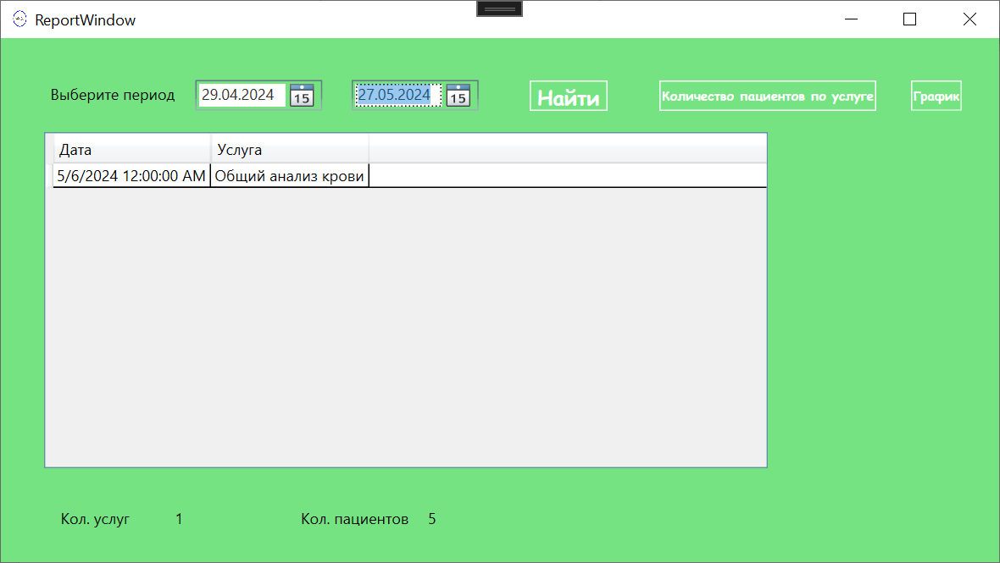 ReportWindow
Выберите период 29.04.2024 15 27.05.2024 15 Найти Количество пациентов по услуге График
Дата Услуга
5/6/2024 12:00:00 AM Общий анализ крови
Кол. услуг 1 Кол. пациентов 5